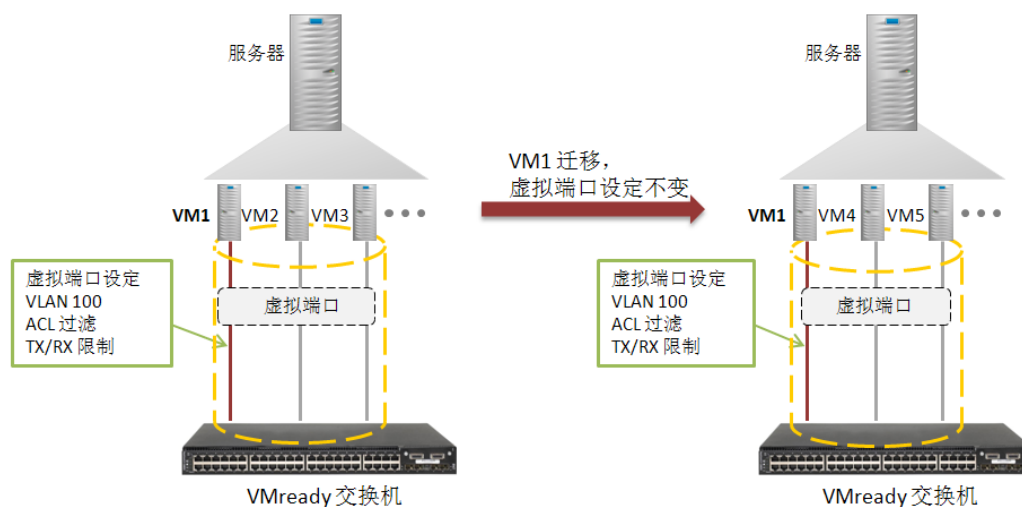 服务器
VM1 VM2 VM3
虚拟端口设定
VLAN 100
ACL 过滤
TX/RX 限制
虚拟端口
VMready 交换机
VM1 迁移，
虚拟端口设定不变
服务器
VM1 VM4 VM5
虚拟端口设定
VLAN 100
ACL 过滤
TX/RX 限制
虚拟端口
VMready 交换机